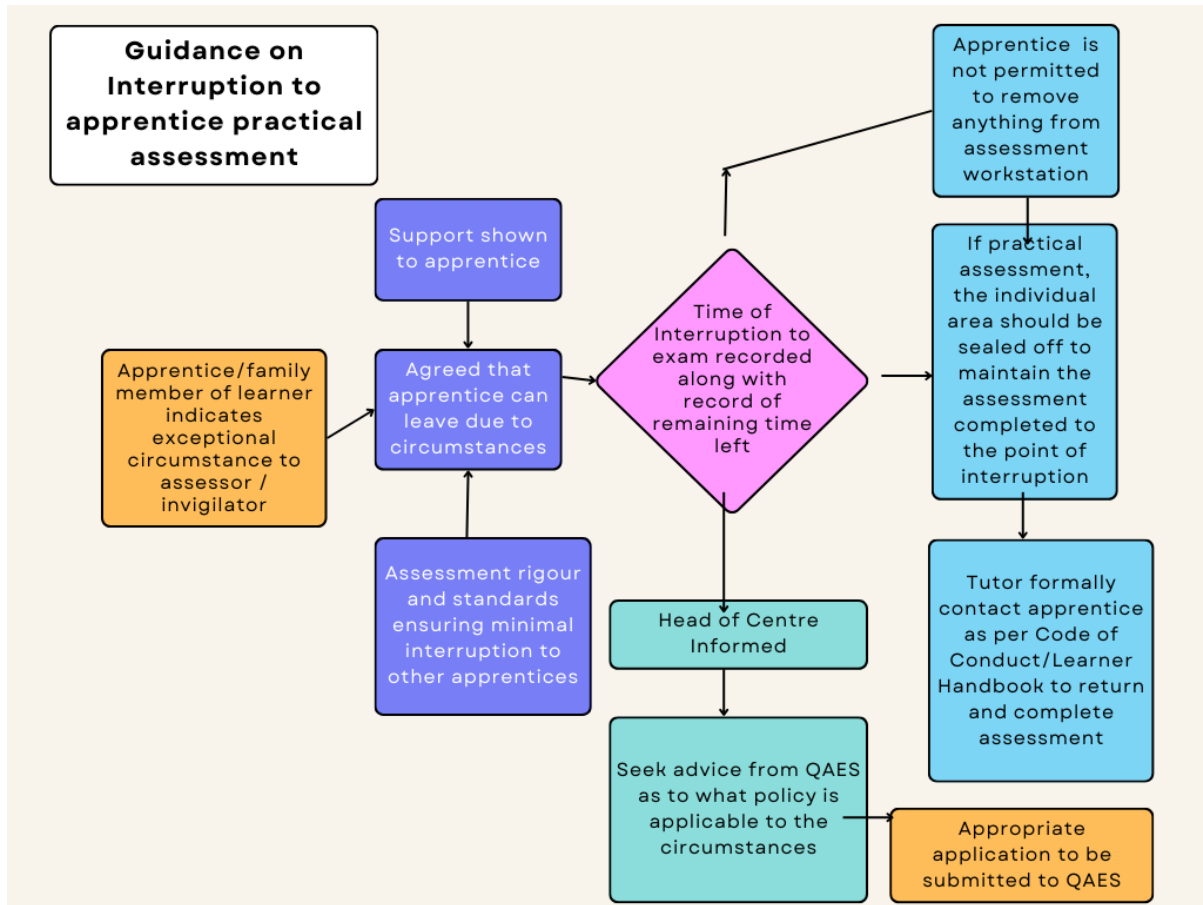 Guidance on
Interruption to
apprentice practical
assessment
Apprentice/family
member of learner
indicates
exceptional
circumstance to
assessor /
invigilator
Support shown
to apprentice
Agreed that
apprentice can
leave due to
circumstances
Assessment rigour
and standards
ensuring minimal
interruption to
other apprentices
Time of
Interruption to
exam recorded
along with
record of
remaining time
left
Apprentice is
not permitted
to remove
anything from
assessment
workstation
If practical
assessment,
the individual
area should be
sealed off to
maintain the
assessment
completed to
the point of
interruption
Tutor formally
contact apprentice
as per Code of
Conduct/Learner
Handbook to return
and complete
assessment
Head of Centre
Informed
Seek advice from QAES
as to what policy is
applicable to the
circumstances
Appropriate
application to be
submitted to QAES